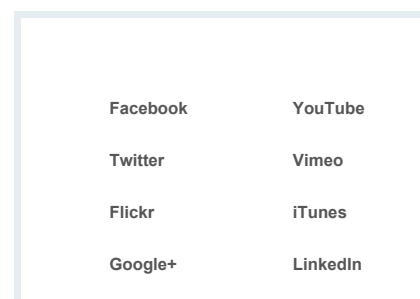 Facebook
YouTube
Twitter
Vimeo
Flickr
iTunes
Google+
LinkedIn